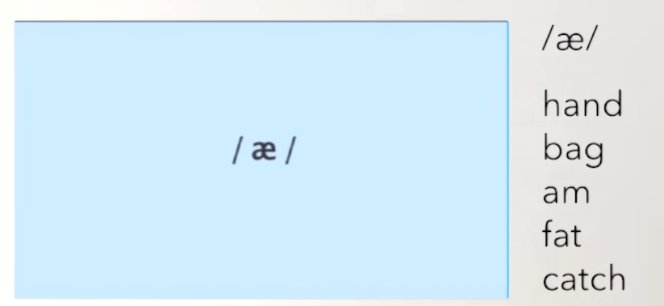 / æ /
/æ/
hand
bag
am
fat
catch